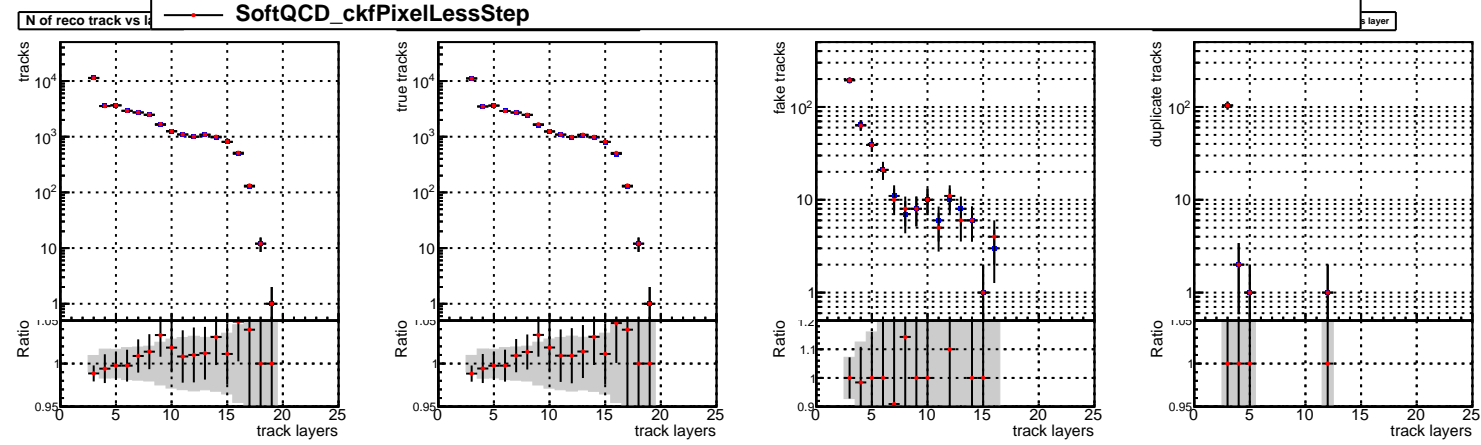 SoftQCD_ckfPixelLessStep
N of reco track vs la
s layer
tracks
10⁴
10³
10²
10
1
Ratio
1.05
1
0.95
0 5 10 15 20 25
track layers
true tracks
10⁴
10³
10²
10
1
Ratio
1.05
1
0.95
0 5 10 15 20 25
track layers
fake tracks
10²
10
1
Ratio
1.2
1.1
1
0.9
0 5 10 15 20 25
track layers
duplicate tracks
10²
10
1
Ratio
1.05
1
0.95
0 5 10 15 20 25
track layers